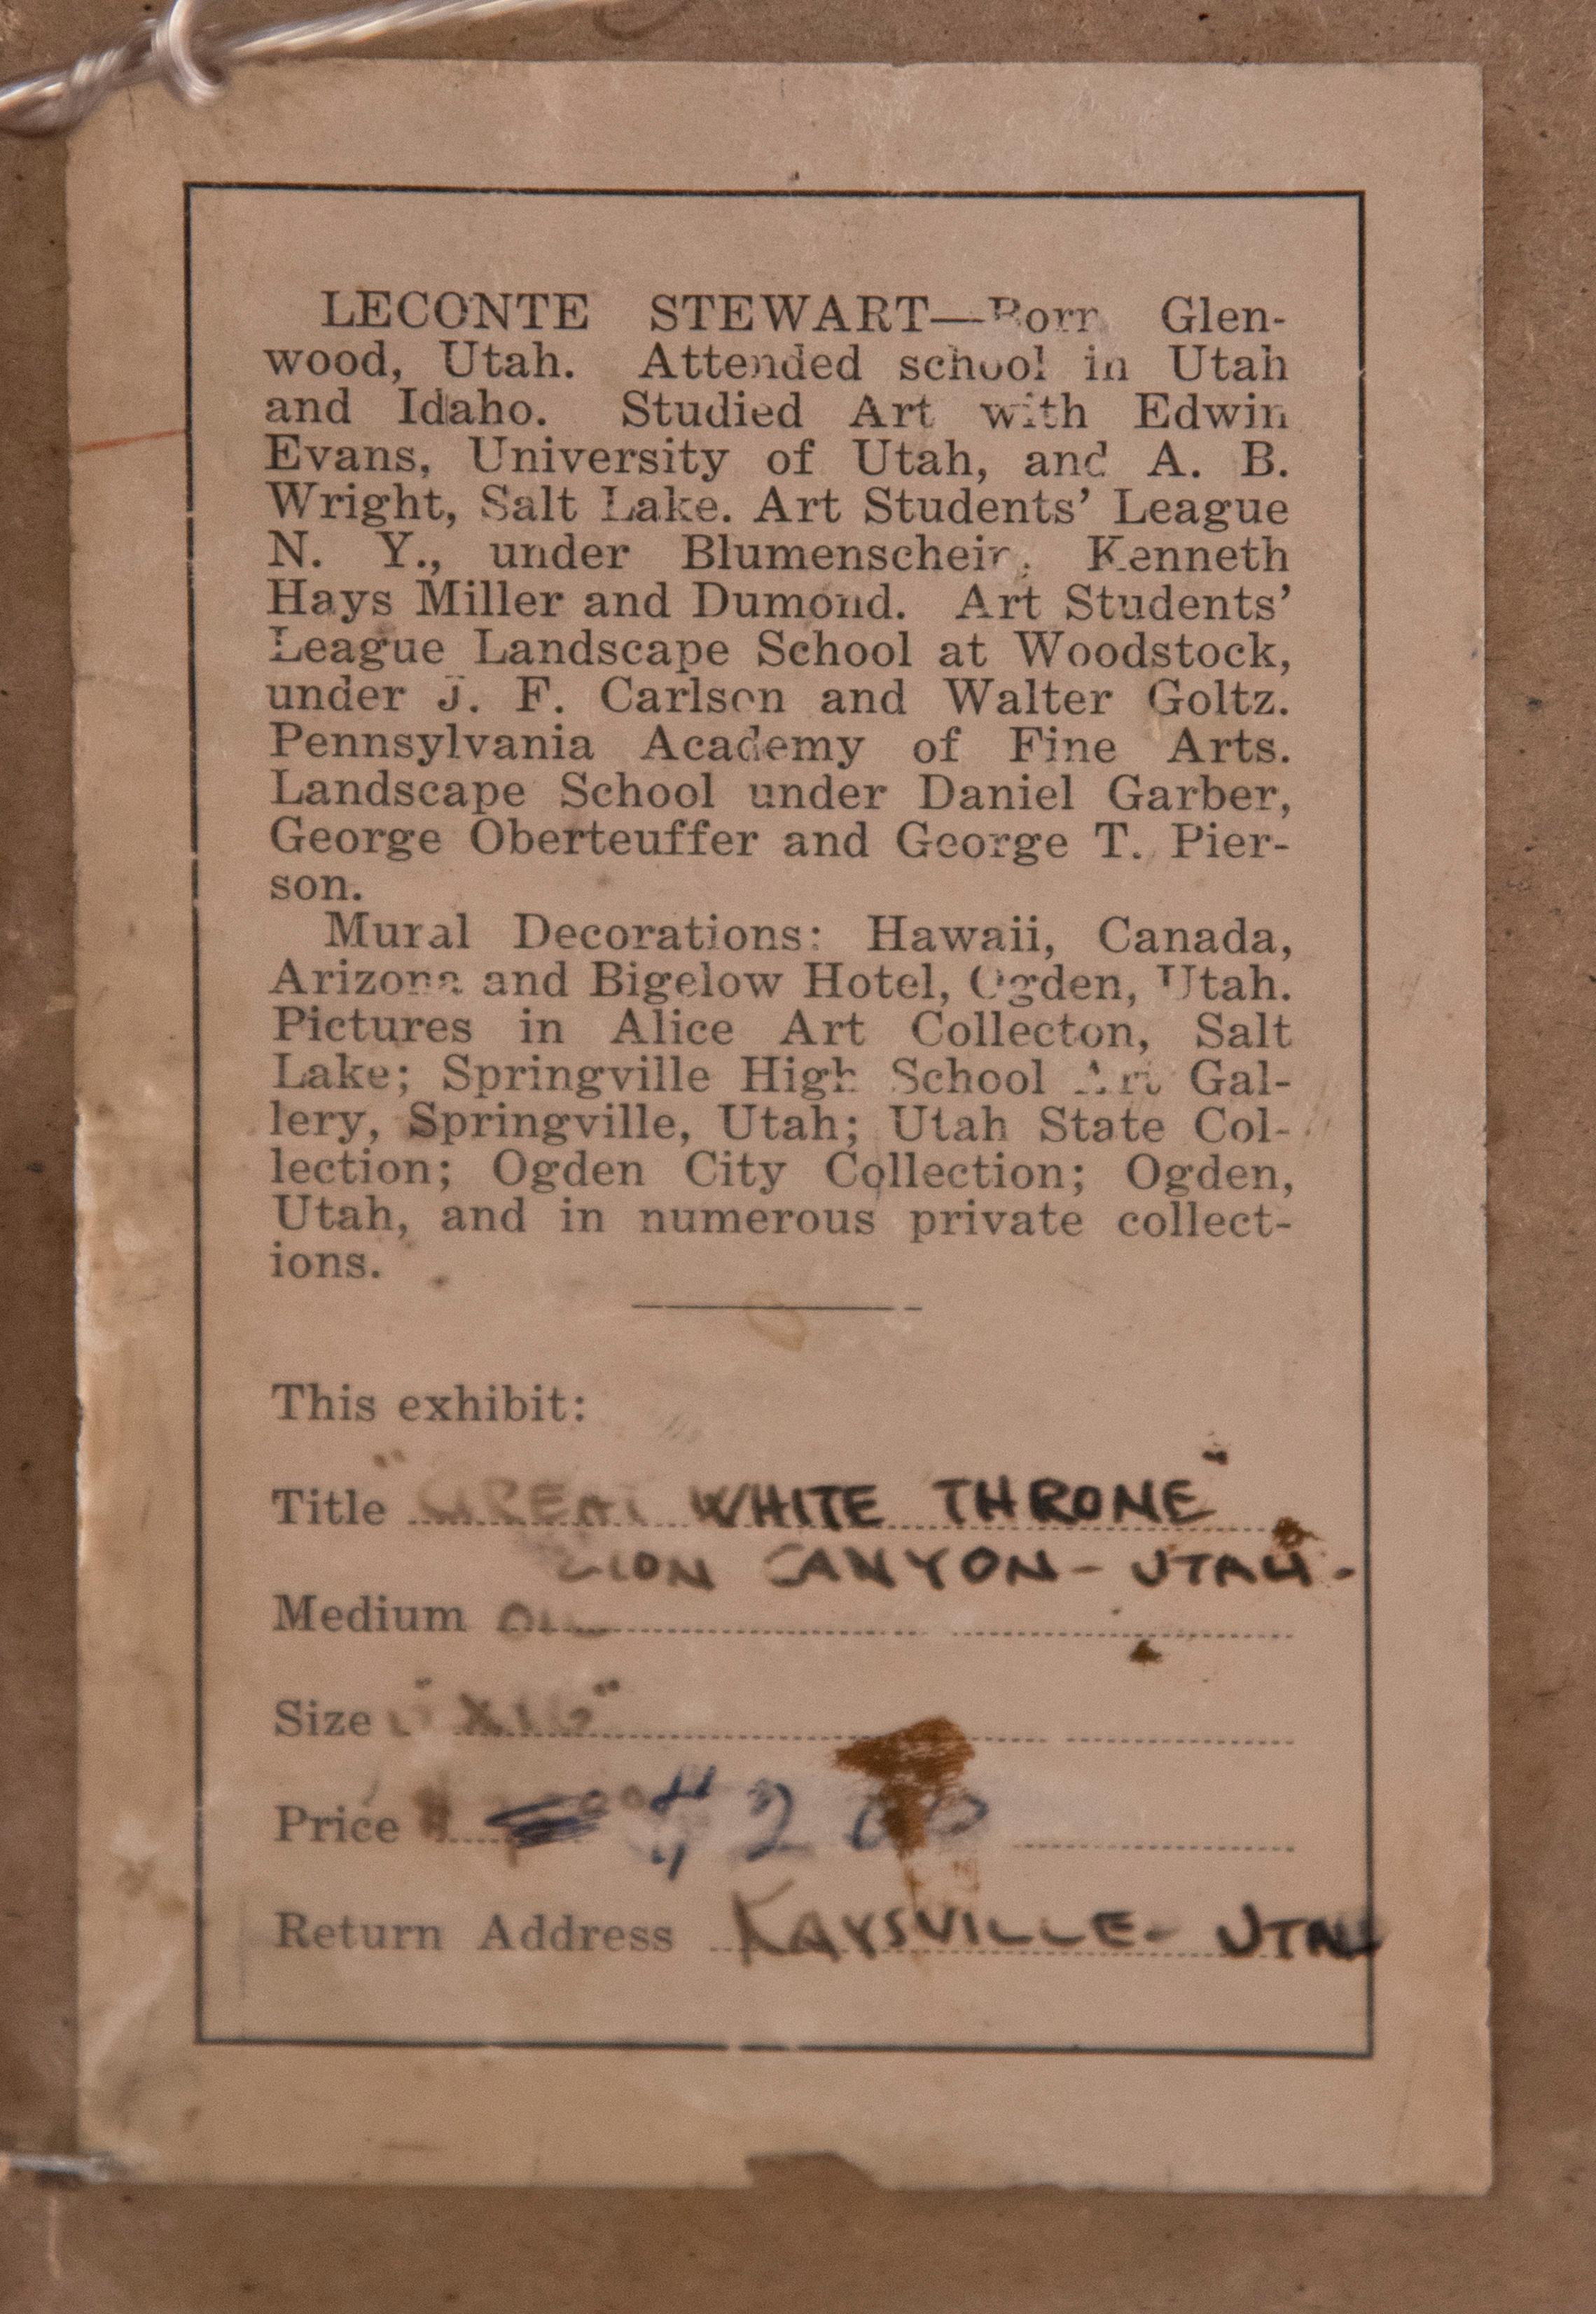 LECONTE STEWART—Born Glen-
wood, Utah. Attended school in Utah
and Idaho. Studied Art with Edwin
Evans, University of Utah, and A. B.
Wright, Salt Lake. Art Students' League
N. Y., under Blumenschein, Kenneth
Hays Miller and Dumond. Art Students'
League Landscape School at Woodstock,
under J. F. Carlson and Walter Goltz.
Pennsylvania Academy of Fine Arts.
Landscape School under Daniel Garber,
George Oberteuffer and George T. Pier-
son.
Mural Decorations: Hawaii, Canada,
Arizona and Bigelow Hotel, Ogden, Utah.
Pictures in Alice Art Collecton, Salt
Lake; Springville High School Art Gal-
lery, Springville, Utah; Utah State Col-
lection; Ogden City Collection; Ogden,
Utah, and in numerous private collect-
ions.
This exhibit:
Title "GREAT WHITE THRONE"
ZION CANYON - UTAH.
Medium OIL
Size
Price $200
Return Address KAYSVILLE - UTAH